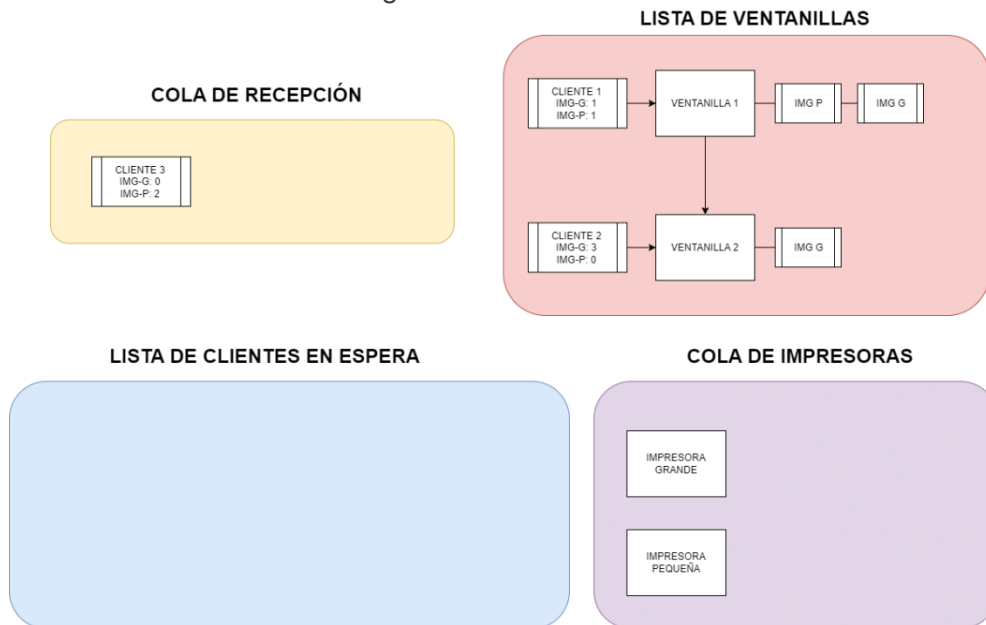 LISTA DE VENTANILLAS
COLA DE RECEPCIÓN
CLIENTE 3
IMG-G: 0
IMG-P: 2
CLIENTE 1
IMG-G: 1
IMG-P: 1
VENTANILLA 1
IMG P
IMG G
CLIENTE 2
IMG-G: 3
IMG-P: 0
VENTANILLA 2
IMG G
LISTA DE CLIENTES EN ESPERA
COLA DE IMPRESORAS
IMPRESORA
GRANDE
IMPRESORA
PEQUEÑA